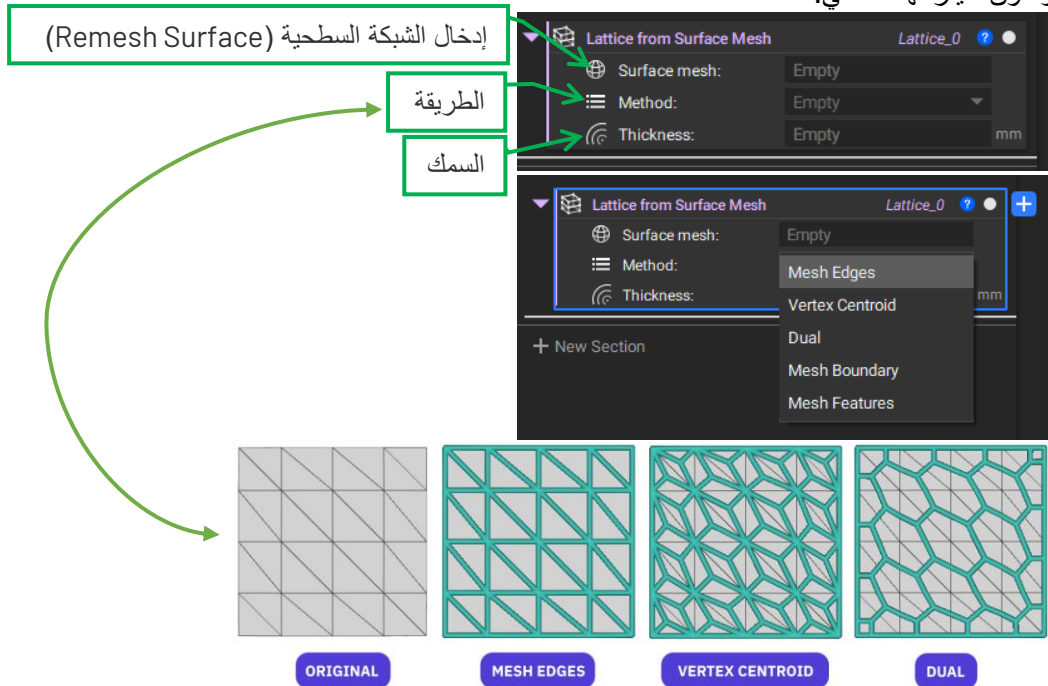 إدخال الشبكة السطحية (Remesh Surface)
الطريقة
السمك
Lattice from Surface Mesh Lattice_0 ?
Surface mesh: Empty
Method: Empty
Thickness: Empty mm
Lattice from Surface Mesh Lattice_0 ? +
Surface mesh: Empty
Method:
Thickness: mm
Mesh Edges
Vertex Centroid
Dual
Mesh Boundary
Mesh Features
+ New Section
ORIGINAL MESH EDGES VERTEX CENTROID DUAL